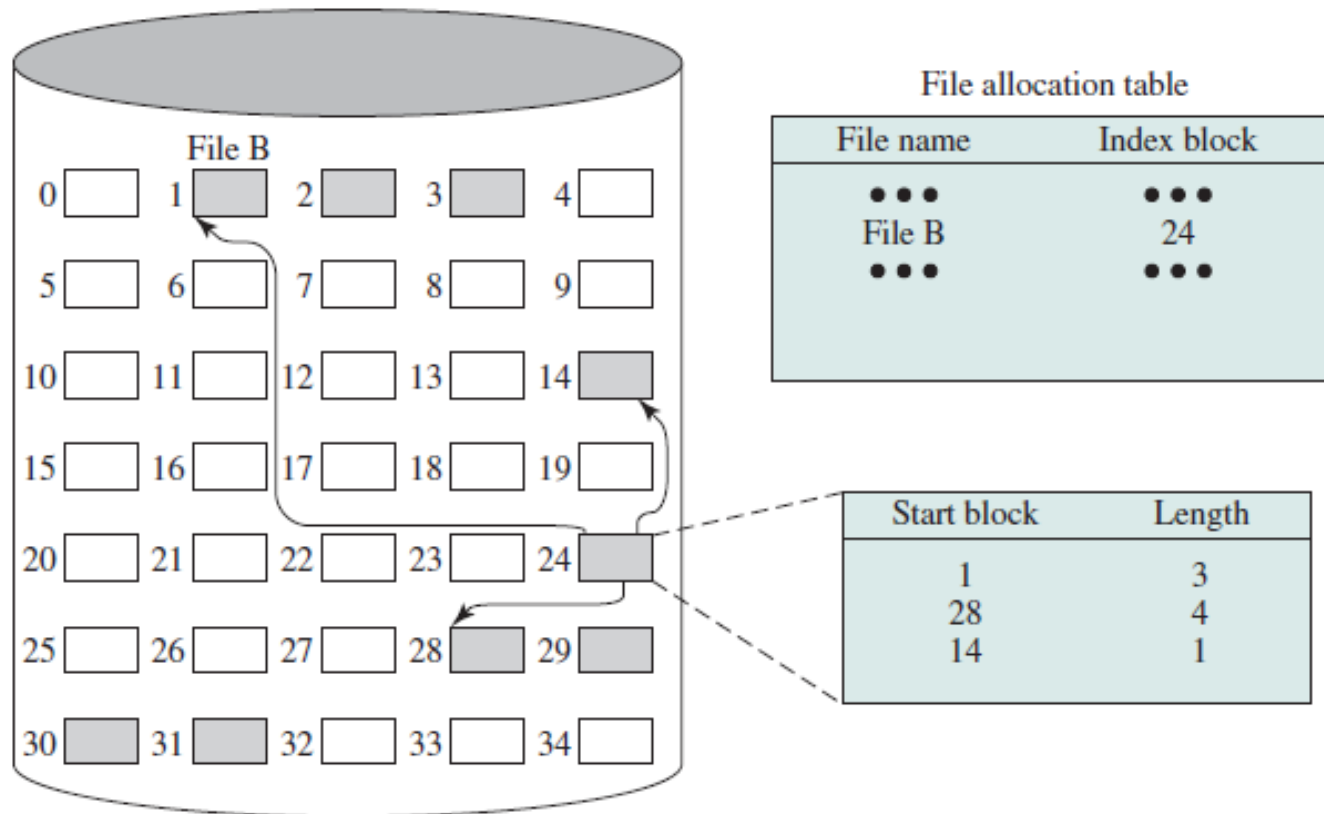 File B
0 1 2 3 4
5 6 7 8 9
10 11 12 13 14
15 16 17 18 19
20 21 22 23 24
25 26 27 28 29
30 31 32 33 34
File allocation table
File name Index block
••• •••
File B 24
••• •••
Start block Length
1 3
28 4
14 1